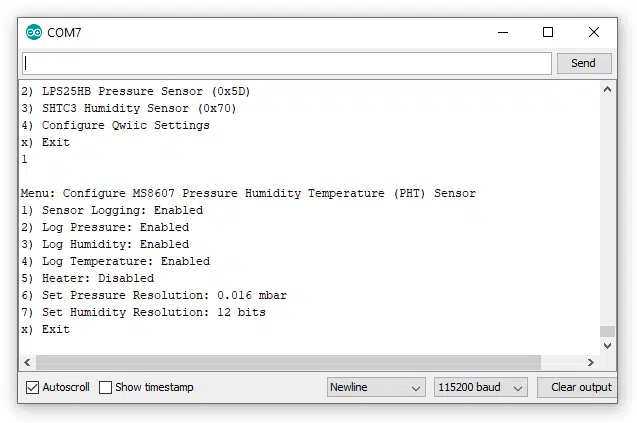 COM7
Send
2) LPS25HB Pressure Sensor (0x5D)
3) SHTC3 Humidity Sensor (0x70)
4) Configure Qwiic Settings
x) Exit
1
Menu: Configure MS8607 Pressure Humidity Temperature (PHT) Sensor
1) Sensor Logging: Enabled
2) Log Pressure: Enabled
3) Log Humidity: Enabled
4) Log Temperature: Enabled
5) Heater: Disabled
6) Set Pressure Resolution: 0.016 mbar
7) Set Humidity Resolution: 12 bits
x) Exit
Autoscroll Show timestamp Newline 115200 baud Clear output